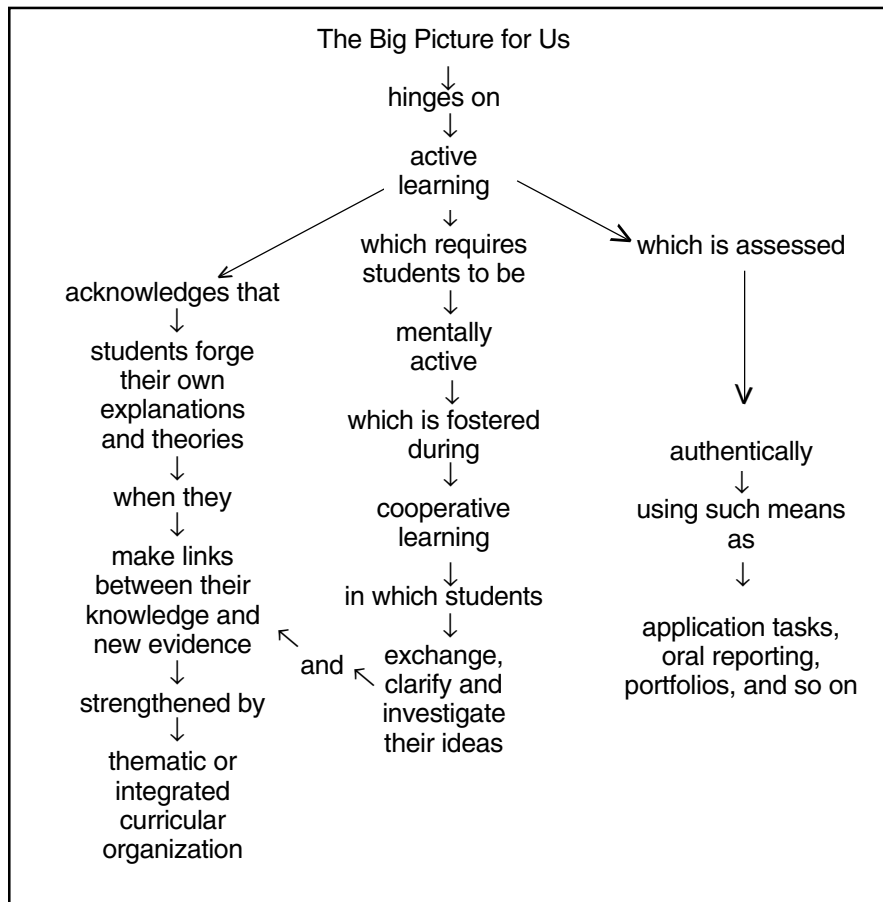 The Big Picture for Us
hinges on
active
learning
acknowledges that
students forge
their own
explanations
and theories
when they
make links
between their
knowledge and
new evidence
strengthened by
thematic or
integrated
curricular
organization
which requires
students to be
mentally
active
which is fostered
during
cooperative
learning
in which students
exchange,
clarify and
investigate
their ideas
and
which is assessed
authentically
using such means
as
application tasks,
oral reporting,
portfolios, and so on